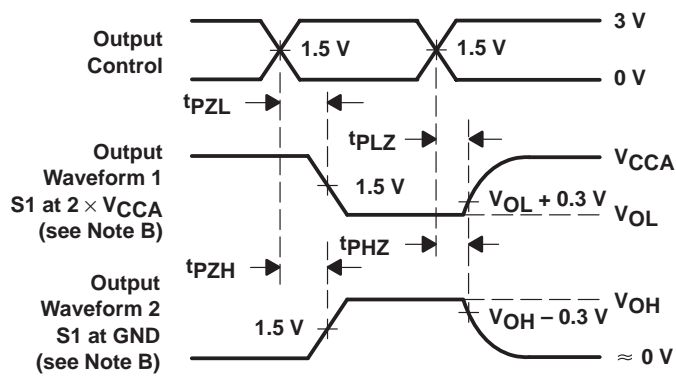 3 V
Output
Control
1.5 V
1.5 V
0 V
tPZL
tPLZ
Output
Waveform 1
S1 at 2 × VCCA
(see Note B)
VCCA
1.5 V
VOL + 0.3 V
VOL
tPZH
tPHZ
Output
Waveform 2
S1 at GND
(see Note B)
1.5 V
VOH
VOH – 0.3 V
≈ 0 V